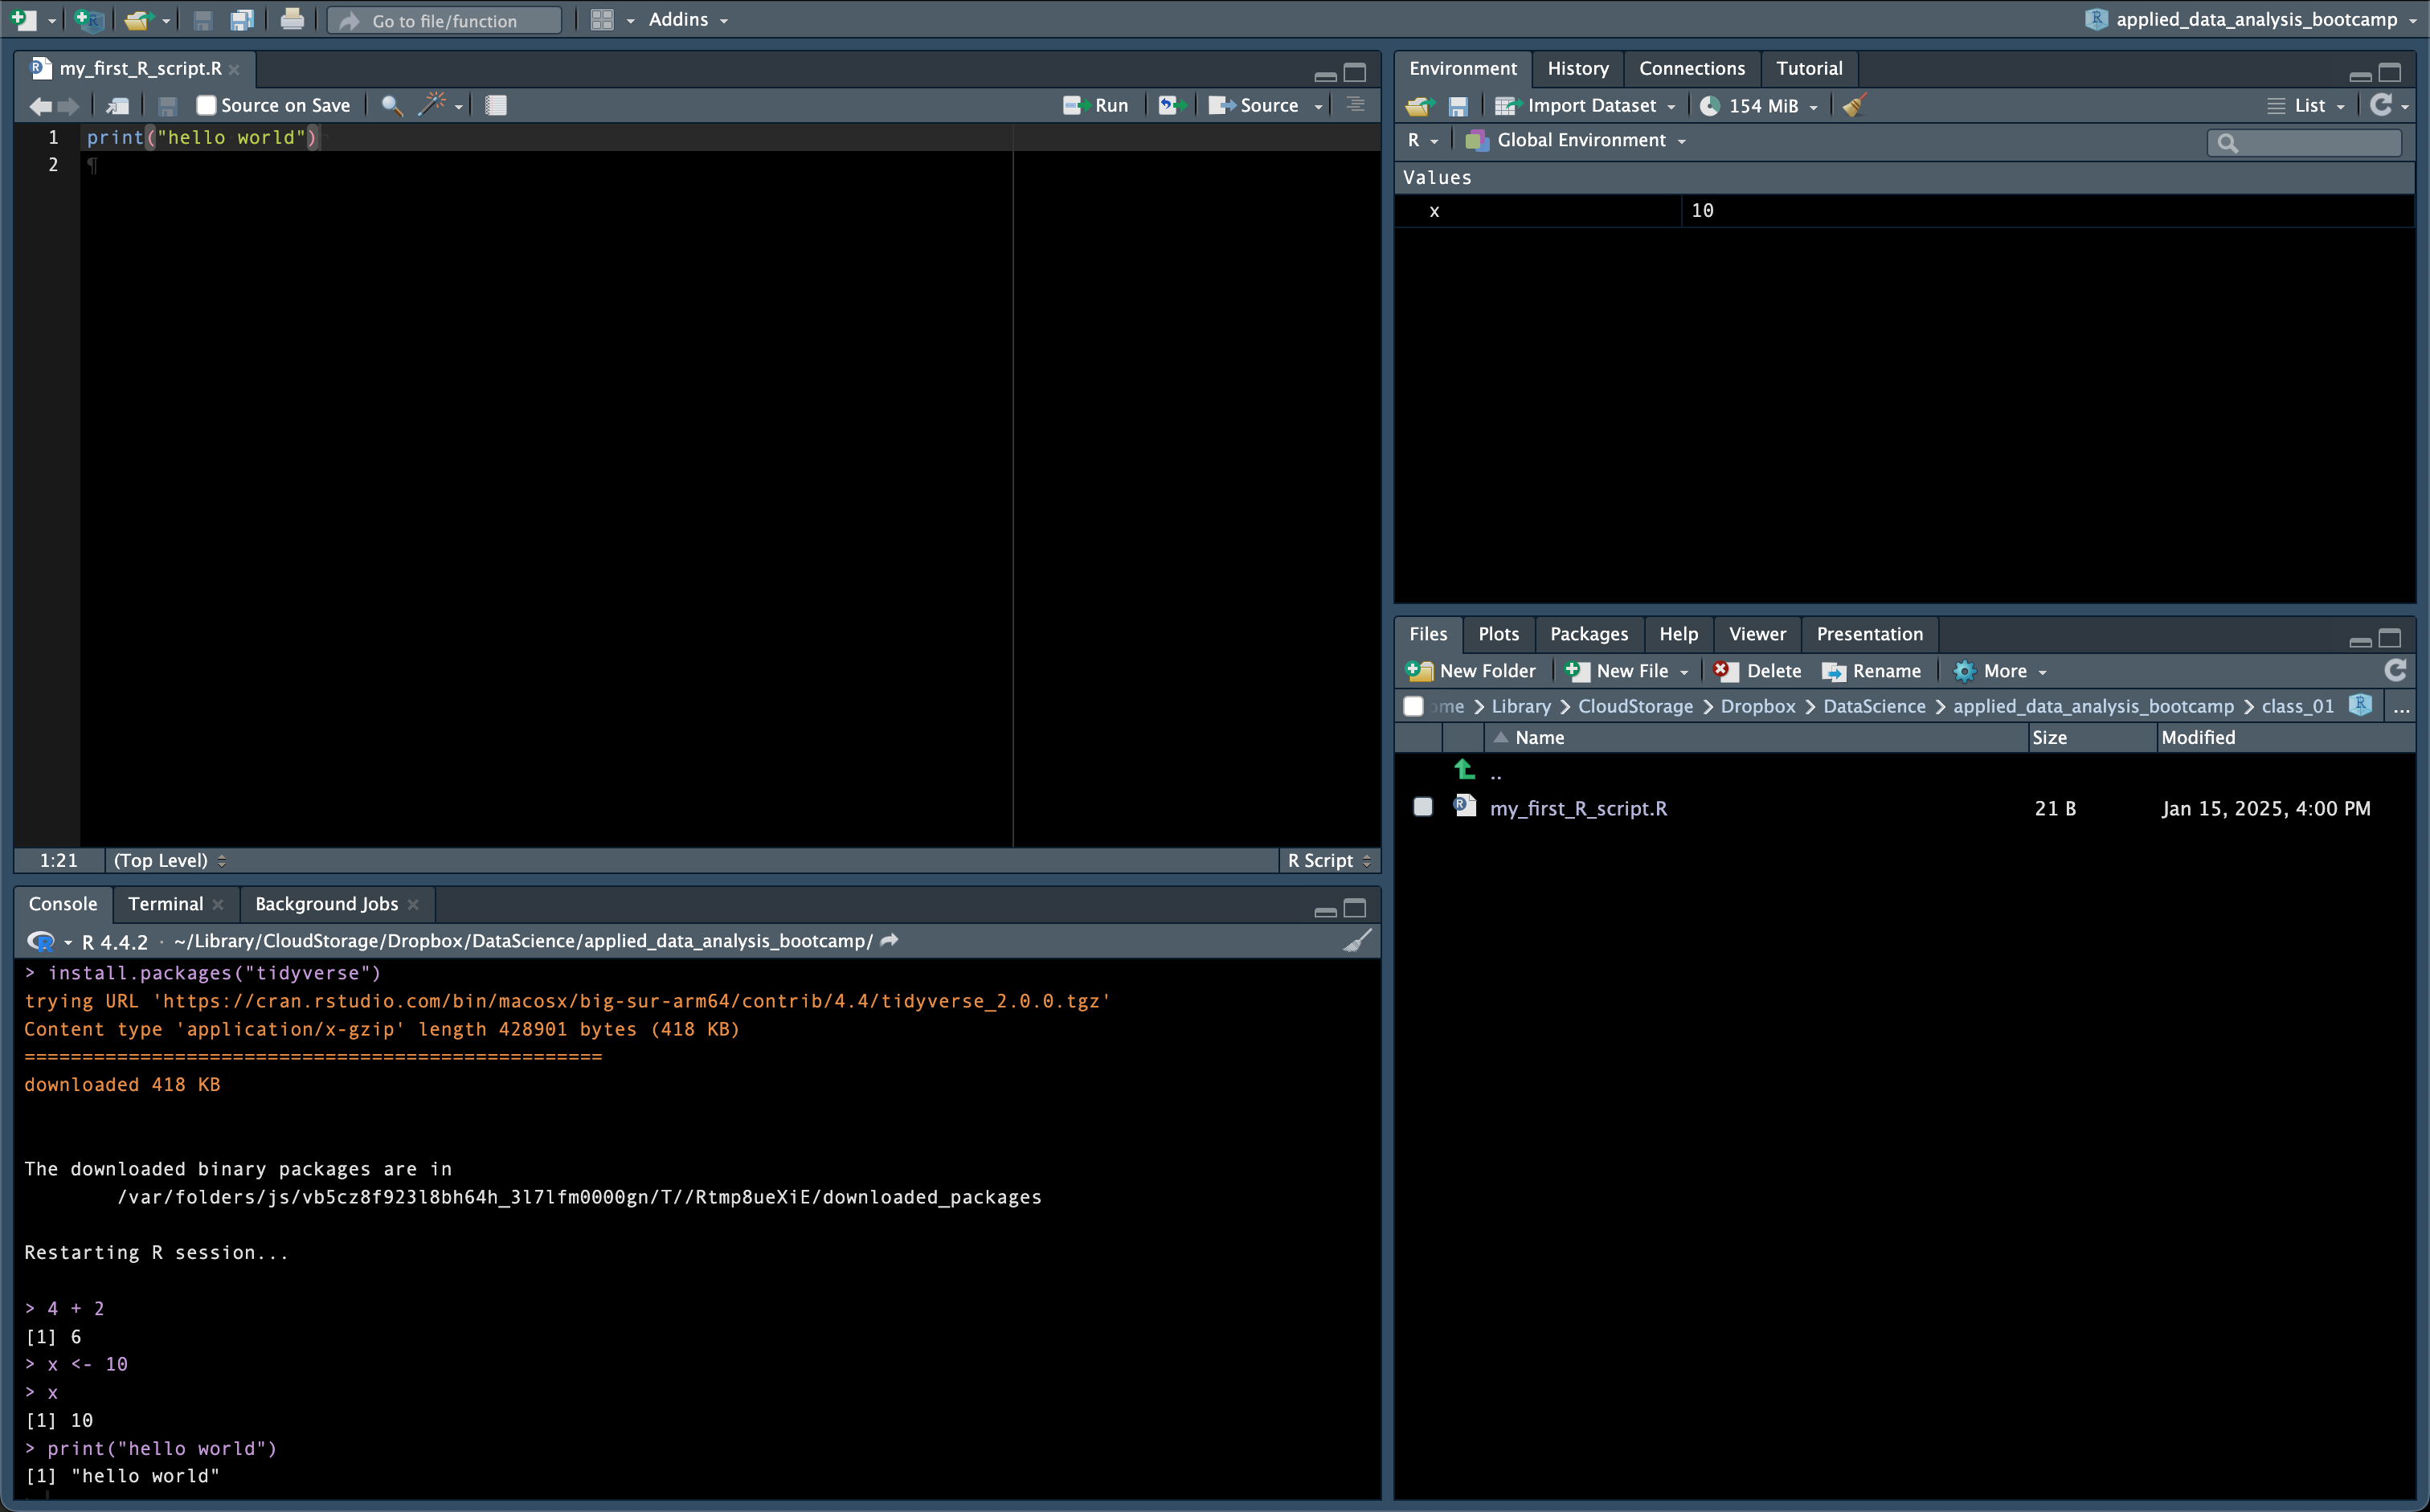 Go to file/function
Addins
applied_data_analysis_bootcamp
my_first_R_script.R
Source on Save
Run
Source
1 print("hello world")
2 ¶
1:21 (Top Level) R Script
Console Terminal Background Jobs
R 4.4.2 · ~/Library/CloudStorage/Dropbox/DataScience/applied_data_analysis_bootcamp/
> install.packages("tidyverse")
trying URL 'https://cran.rstudio.com/bin/macosx/big-sur-arm64/contrib/4.4/tidyverse_2.0.0.tgz'
Content type 'application/x-gzip' length 428901 bytes (418 KB)
==================================================
downloaded 418 KB
The downloaded binary packages are in
/var/folders/js/vb5cz8f923l8bh64h_3l7lfm0000gn/T//Rtmp8ueXiE/downloaded_packages
Restarting R session...
> 4 + 2
[1] 6
> x <- 10
> x
[1] 10
> print("hello world")
[1] "hello world"
Environment History Connections Tutorial
Import Dataset 154 MiB List
R Global Environment
Values
x 10
Files Plots Packages Help Viewer Presentation
New Folder New File Delete Rename More
ome > Library > CloudStorage > Dropbox > DataScience > applied_data_analysis_bootcamp > class_01 R ...
Name Size Modified
..
my_first_R_script.R 21 B Jan 15, 2025, 4:00 PM